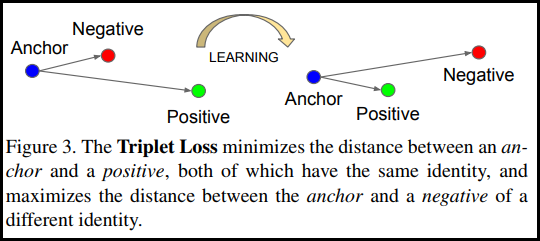 Negative
Anchor
LEARNING
Positive
Anchor
Negative
Positive
Figure 3. The Triplet Loss minimizes the distance between an an-
chor and a positive, both of which have the same identity, and
maximizes the distance between the anchor and a negative of a
different identity.